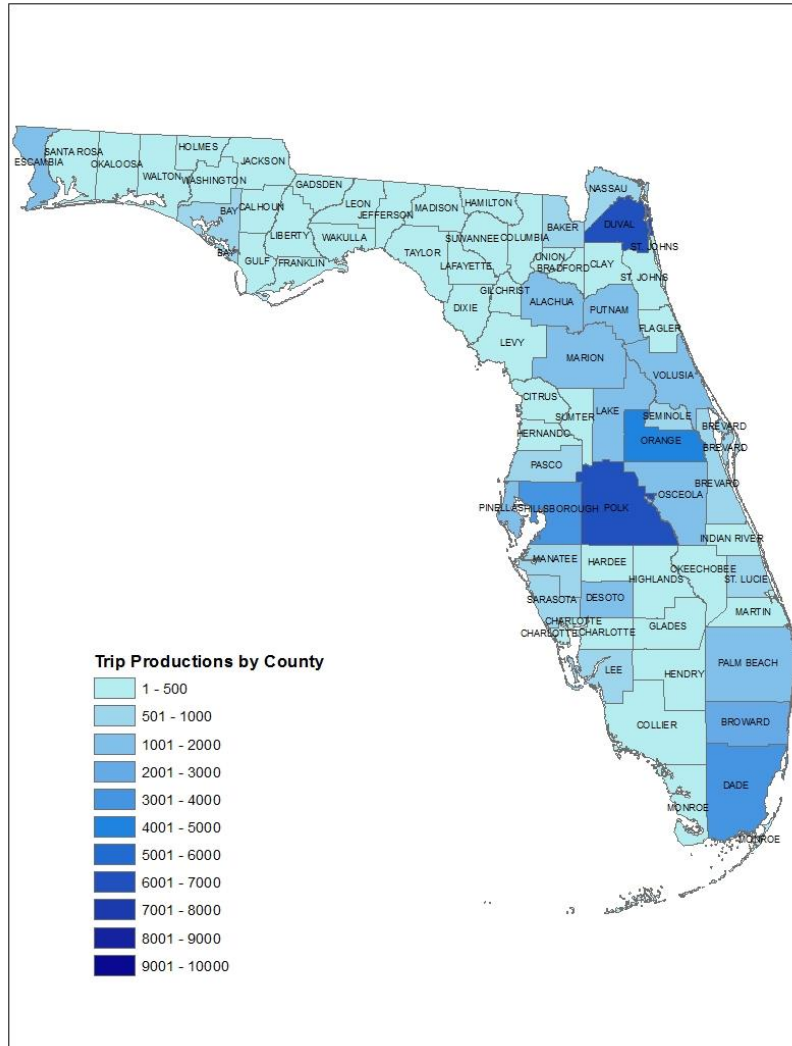 HOLMES
SANTA ROSA
JACKSON
ESCAMBIA
OKALOOSA
WALTON
WASHINGTON
GADSDEN
NASSAU
BAY
CALHOUN
LEON
MADISON
HAMILTON
JEFFERSON
BAKER
DUVAL
LIBERTY
WAKULLA
SUWANNEE
COLUMBIA
ST. JOHNS
BAY
TAYLOR
UNION
GULF
FRANKLIN
LAFAYETTE
BRADFORD
CLAY
ST. JOHNS
GILCHRIST
ALACHUA
DIXIE
PUTNAM
FLAGLER
LEVY
MARION
VOLUSIA
CITRUS
LAKE
SEMINOLE
SUMTER
BREVARD
HERNANDO
ORANGE
BREVARD
PASCO
BREVARD
OSCEOLA
PINELLAS
HILLSBOROUGH
POLK
INDIAN RIVER
MANATEE
HARDEE
OKEECHOBEE
HIGHLANDS
ST. LUCIE
SARASOTA
DESOTO
MARTIN
CHARLOTTE
GLADES
CHARLOTTE
CHARLOTTE
Trip Productions by County
LEE
PALM BEACH
HENDRY
1 - 500
501 - 1000
COLLIER
BROWARD
1001 - 2000
2001 - 3000
DADE
3001 - 4000
MONROE
4001 - 5000
MONROE
5001 - 6000
6001 - 7000
7001 - 8000
8001 - 9000
9001 - 10000